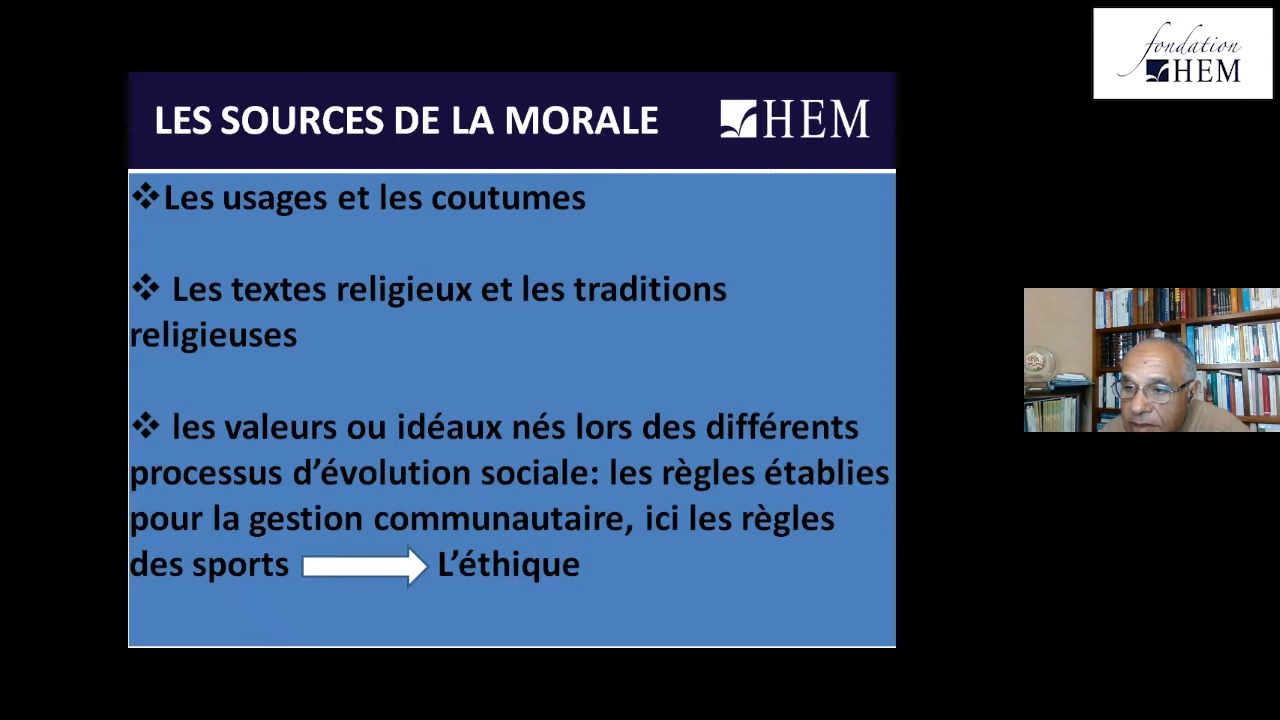 fondation
HEM
LES SOURCES DE LA MORALE
HEM
❖Les usages et les coutumes
❖ Les textes religieux et les traditions
religieuses
❖ les valeurs ou idéaux nés lors des différents
processus d’évolution sociale: les règles établies
pour la gestion communautaire, ici les règles
des sports L’éthique